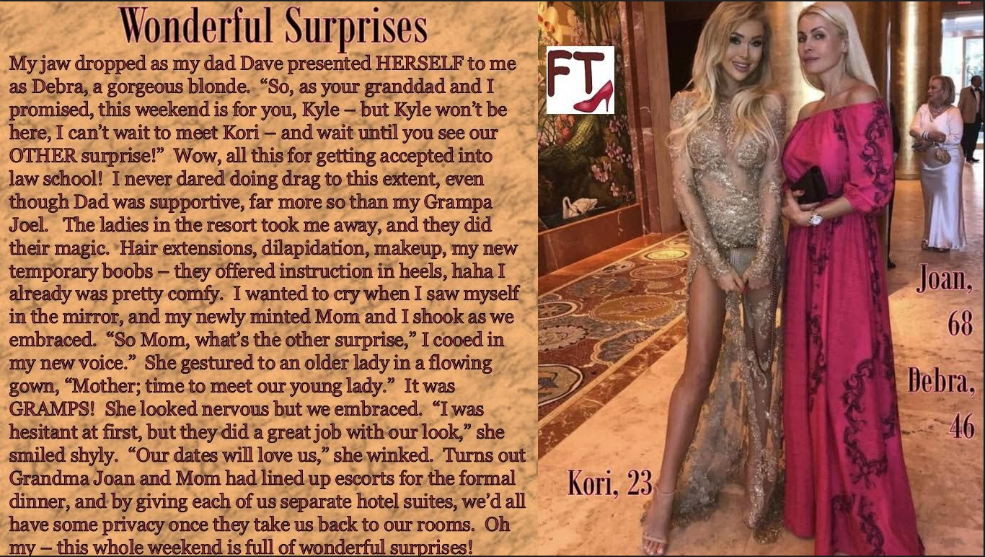 Wonderful Surprises
My jaw dropped as my dad Dave presented HERSELF to me
as Debra, a gorgeous blonde.  “So, as your granddad and I
promised, this weekend is for you, Kyle – but Kyle won’t be
here, I can’t wait to meet Kori – and wait until you see our
OTHER surprise!”  Wow, all this for getting accepted into
law school!  I never dared doing drag to this extent, even
though Dad was supportive, far more so than my Grampa
Joel.   The ladies in the resort took me away, and they did
their magic.  Hair extensions, dilapidation, makeup, my new
temporary boobs – they offered instruction in heels, haha I
already was pretty comfy.  I wanted to cry when I saw myself
in the mirror, and my newly minted Mom and I shook as we
embraced.  “So Mom, what’s the other surprise,” I cooed in
my new voice.”  She gestured to an older lady in a flowing
gown, “Mother; time to meet our young lady.”  It was
GRAMPS!  She looked nervous but we embraced.  “I was
hesitant at first, but they did a great job with our look,” she
smiled shyly.  “Our dates will love us,” she winked.  Turns out
Grandma Joan and Mom had lined up escorts for the formal
dinner, and by giving each of us separate hotel suites, we’d all
have some privacy once they take us back to our rooms.  Oh
my – this whole weekend is full of wonderful surprises!
FT
Joan,
68
Debra,
46
Kori, 23